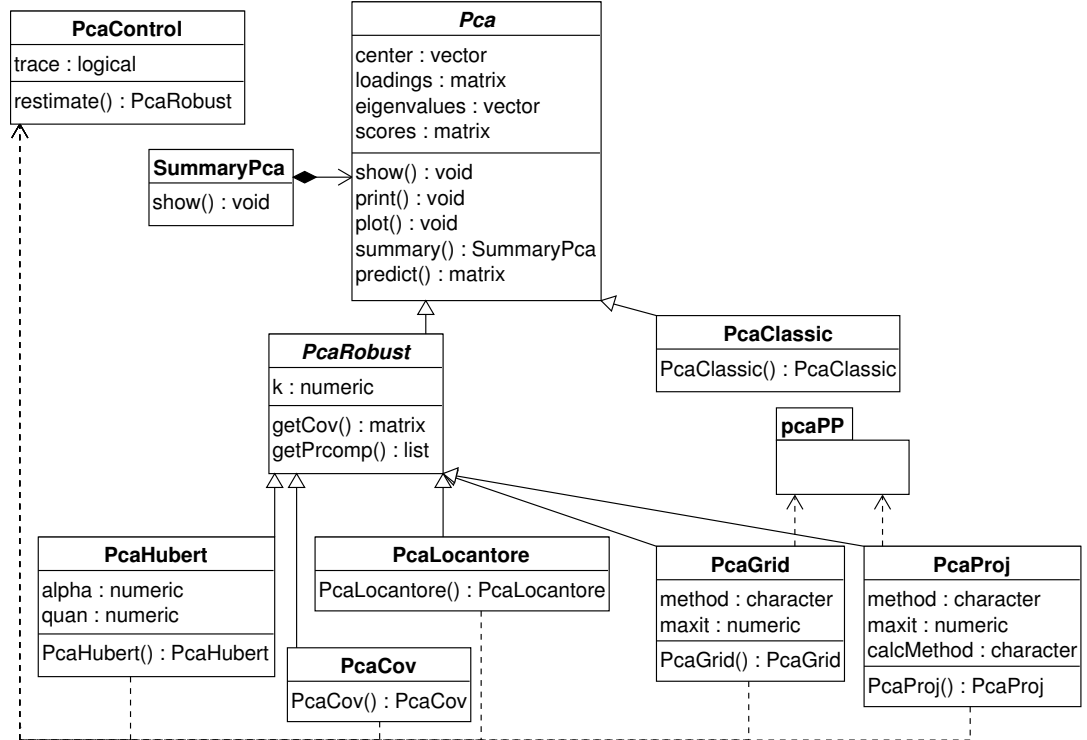 PcaControl
trace : logical
restimate() : PcaRobust
Pca
center : vector
loadings : matrix
eigenvalues : vector
scores : matrix
show() : void
print() : void
plot() : void
summary() : SummaryPca
predict() : matrix
SummaryPca
show() : void
PcaClassic
PcaClassic() : PcaClassic
PcaRobust
k : numeric
getCov() : matrix
getPrcomp() : list
pcaPP
PcaHubert
alpha : numeric
quan : numeric
PcaHubert() : PcaHubert
PcaCov
PcaCov() : PcaCov
PcaLocantore
PcaLocantore() : PcaLocantore
PcaGrid
method : character
maxit : numeric
PcaGrid() : PcaGrid
PcaProj
method : character
maxit : numeric
calcMethod : character
PcaProj() : PcaProj